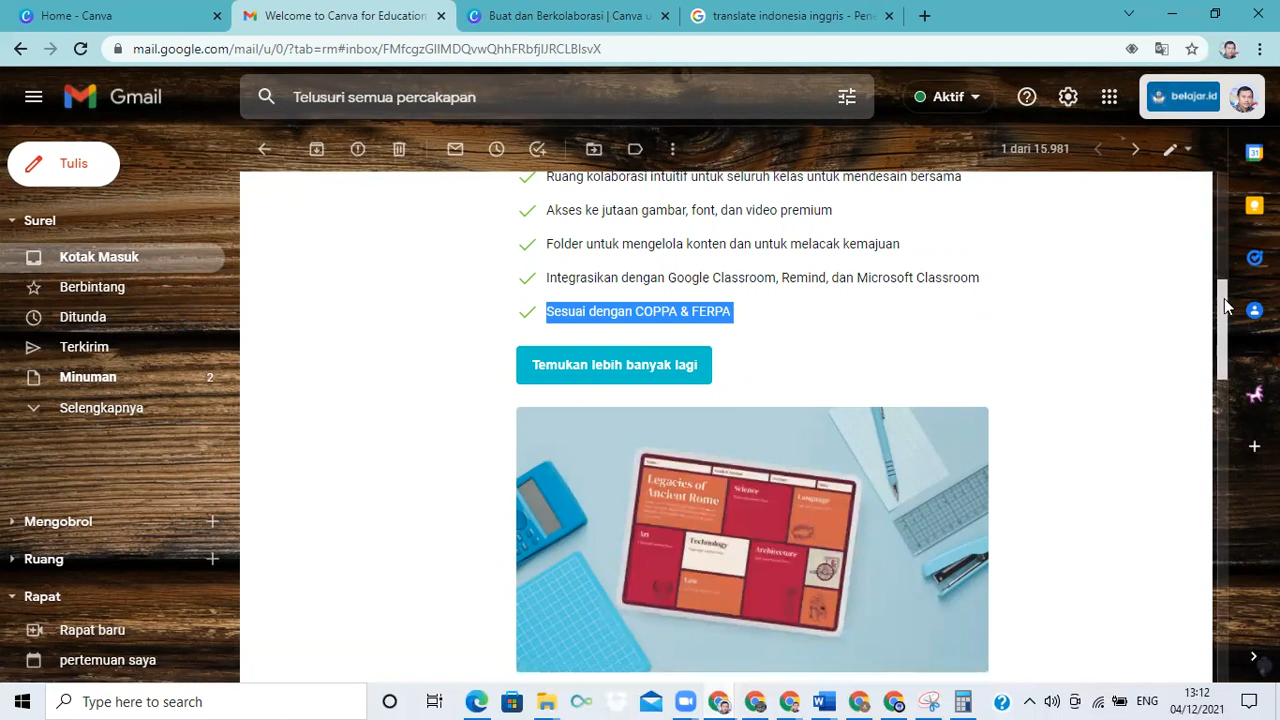 Home - Canva
Welcome to Canva for Education
Buat dan Berkolaborasi | Canva u
translate indonesia inggris - Pene
mail.google.com/mail/u/0/?tab=rm#inbox/
Gmail
Telusuri semua percakapan
Aktif
belajar.id
Tulis
1 dari 15.981
Surel
Kotak Masuk
Berbintang
Ditunda
Terkirim
Minuman 2
Selengkapnya
Mengobrol
Ruang
Rapat
Rapat baru
pertemuan saya
Ruang kolaborasi intuitif untuk seluruh kelas untuk mendesain bersama
Akses ke jutaan gambar, font, dan video premium
Folder untuk mengelola konten dan untuk melacak kemajuan
Integrasikan dengan Google Classroom, Remind, dan Microsoft Classroom
Sesuai dengan COPPA & FERPA
Temukan lebih banyak lagi
Legacies of
Ancient Rome
Science
Language
Art
Technology
Architecture
Law
31
Type here to search
ENG
13:12
04/12/2021